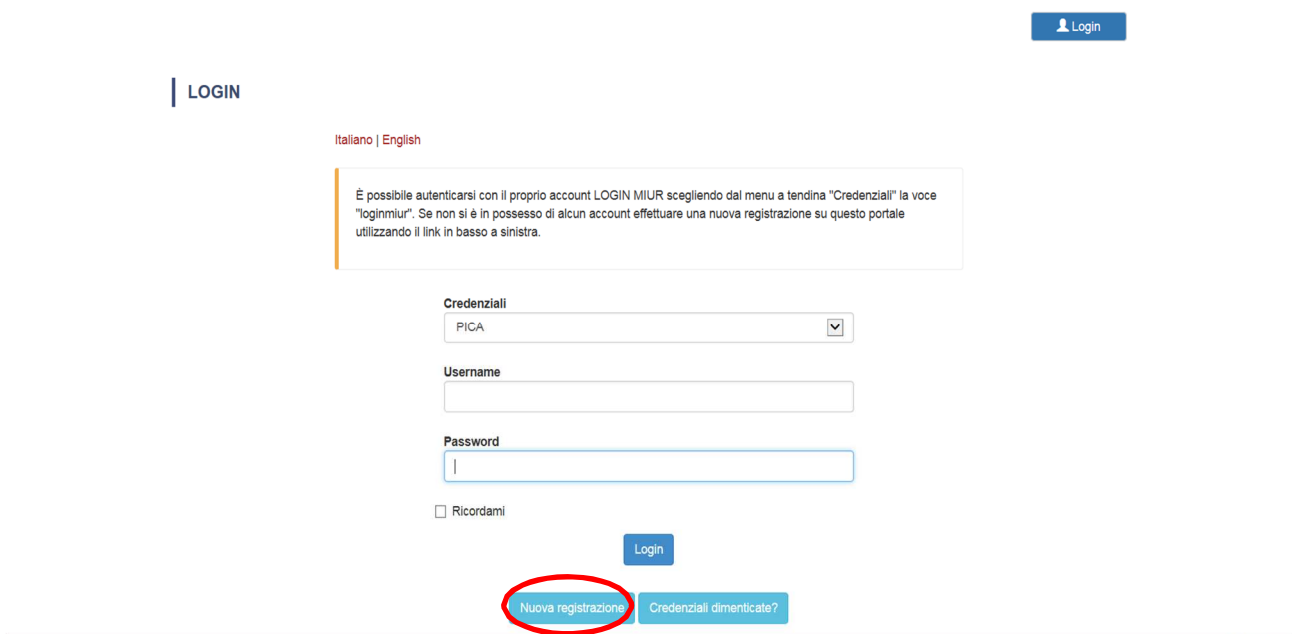 Login
LOGIN
Italiano | English
È possibile autenticarsi con il proprio account LOGIN MIUR scegliendo dal menu a tendina "Credenziali" la voce
"loginmiur". Se non si è in possesso di alcun account effettuare una nuova registrazione su questo portale
utilizzando il link in basso a sinistra.
Credenziali
PICA
Username
Password
Ricordami
Login
Nuova registrazione
Credenziali dimenticate?